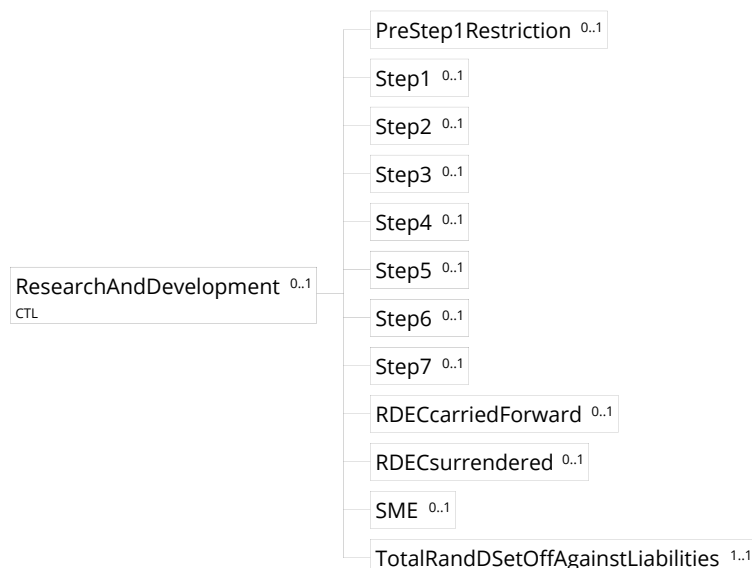 PreStep1Restriction 0..1
Step1 0..1
Step2 0..1
Step3 0..1
Step4 0..1
Step5 0..1
ResearchAndDevelopment 0..1
CTL
Step6 0..1
Step7 0..1
RDECcarriedForward 0..1
RDECsurrendered 0..1
SME 0..1
TotalRandDSetOffAgainstLiabilities 1..1